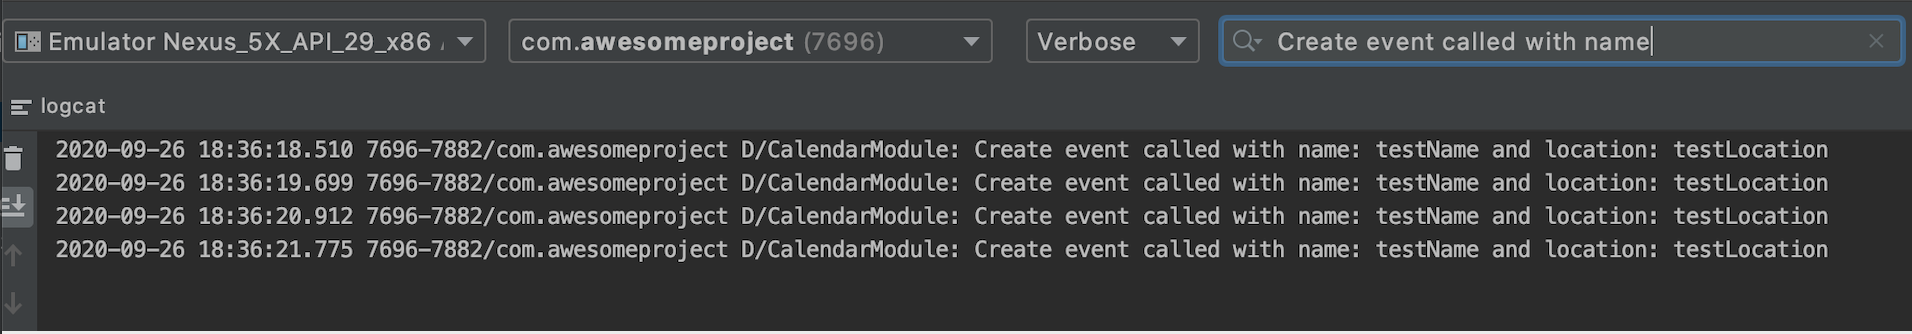 Emulator Nexus_5X_API_29_x86 com.awesomeproject (7696) Verbose Create event called with name
logcat
2020-09-26 18:36:18.510 7696-7882/com.awesomeproject D/CalendarModule: Create event called with name: testName and location: testLocation
2020-09-26 18:36:19.699 7696-7882/com.awesomeproject D/CalendarModule: Create event called with name: testName and location: testLocation
2020-09-26 18:36:20.912 7696-7882/com.awesomeproject D/CalendarModule: Create event called with name: testName and location: testLocation
2020-09-26 18:36:21.775 7696-7882/com.awesomeproject D/CalendarModule: Create event called with name: testName and location: testLocation